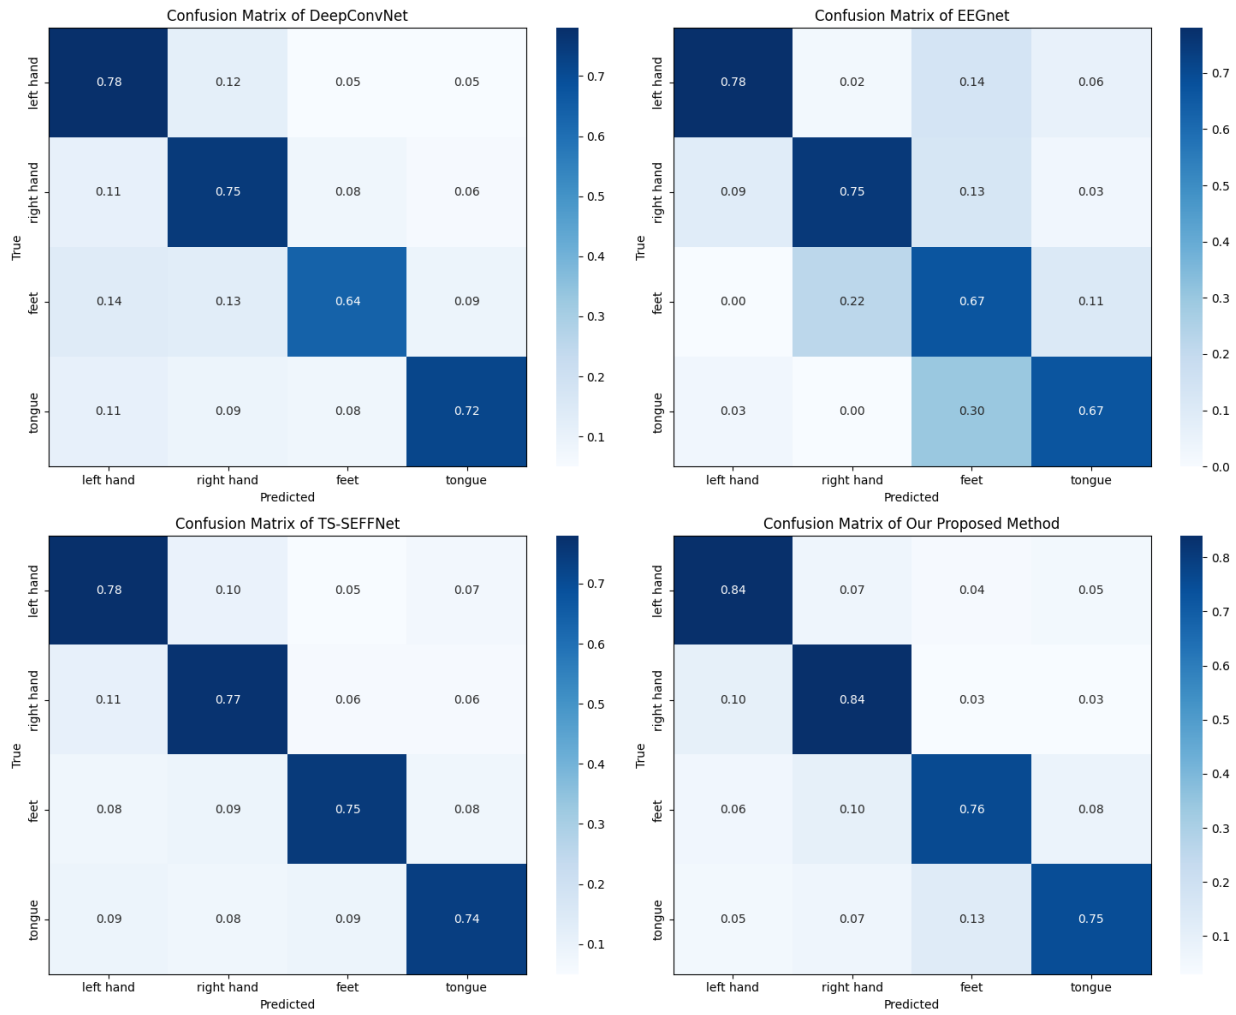 Confusion Matrix of DeepConvNet
True
left hand 0.78 0.12 0.05 0.05
right hand 0.11 0.75 0.08 0.06
feet 0.14 0.13 0.64 0.09
tongue 0.11 0.09 0.08 0.72
left hand right hand feet tongue
Predicted
0.7
0.6
0.5
0.4
0.3
0.2
0.1
Confusion Matrix of EEGnet
True
left hand 0.78 0.02 0.14 0.06
right hand 0.09 0.75 0.13 0.03
feet 0.00 0.22 0.67 0.11
tongue 0.03 0.00 0.30 0.67
left hand right hand feet tongue
Predicted
0.7
0.6
0.5
0.4
0.3
0.2
0.1
0.0
Confusion Matrix of TS-SEFFNet
True
left hand 0.78 0.10 0.05 0.07
right hand 0.11 0.77 0.06 0.06
feet 0.08 0.09 0.75 0.08
tongue 0.09 0.08 0.09 0.74
left hand right hand feet tongue
Predicted
0.7
0.6
0.5
0.4
0.3
0.2
0.1
Confusion Matrix of Our Proposed Method
True
left hand 0.84 0.07 0.04 0.05
right hand 0.10 0.84 0.03 0.03
feet 0.06 0.10 0.76 0.08
tongue 0.05 0.07 0.13 0.75
left hand right hand feet tongue
Predicted
0.8
0.7
0.6
0.5
0.4
0.3
0.2
0.1